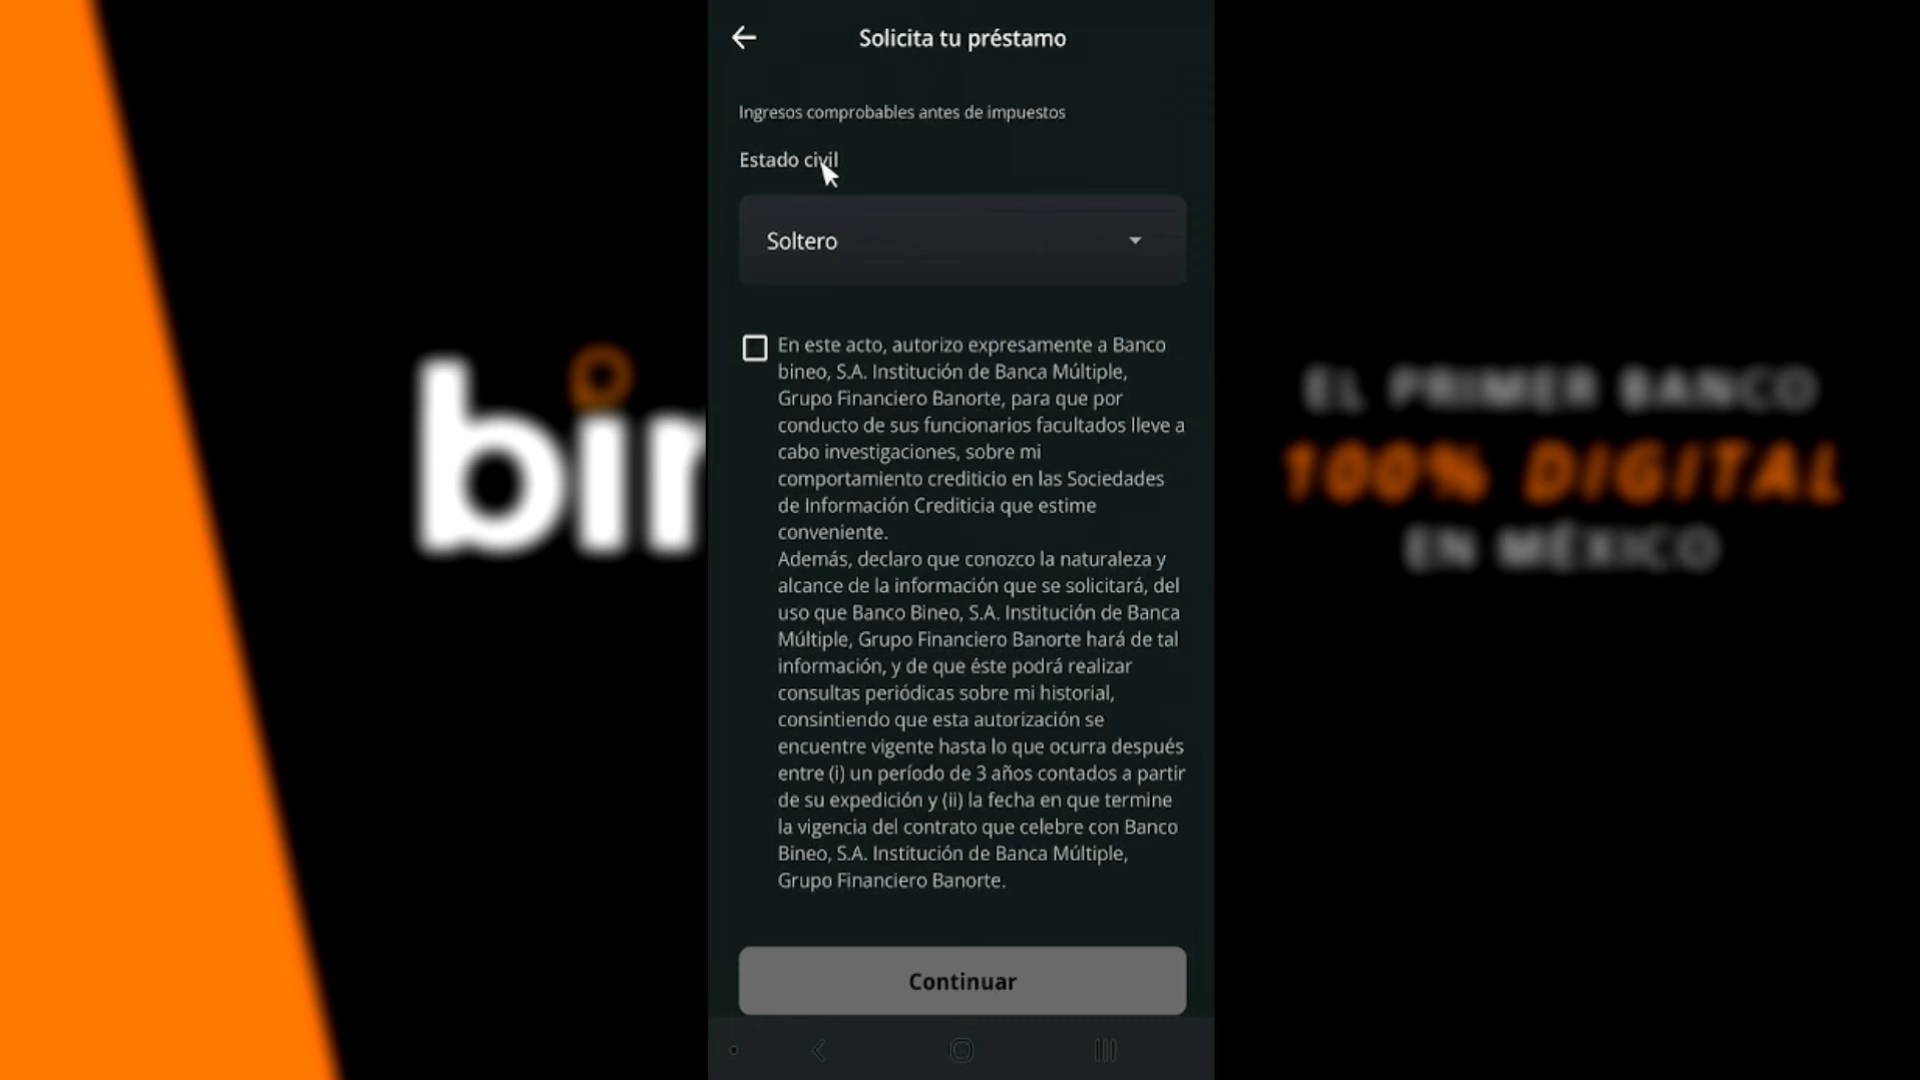 Solicita tu préstamo
Ingresos comprobables antes de impuestos
Estado civil
Soltero
En este acto, autorizo expresamente a Banco
bineo, S.A. Institución de Banca Múltiple,
Grupo Financiero Banorte, para que por
conducto de sus funcionarios facultados lleve a
cabo investigaciones, sobre mi
comportamiento crediticio en las Sociedades
de Información Crediticia que estime
conveniente.
Además, declaro que conozco la naturaleza y
alcance de la información que se solicitará, del
uso que Banco Bineo, S.A. Institución de Banca
Múltiple, Grupo Financiero Banorte hará de tal
información, y de que éste podrá realizar
consultas periódicas sobre mi historial,
consintiendo que esta autorización se
encuentre vigente hasta lo que ocurra después
entre (i) un período de 3 años contados a partir
de su expedición y (ii) la fecha en que termine
la vigencia del contrato que celebre con Banco
Bineo, S.A. Institución de Banca Múltiple,
Grupo Financiero Banorte.
Continuar
bin
EL PRIMER BANCO
100% DIGITAL
EN MÉXICO